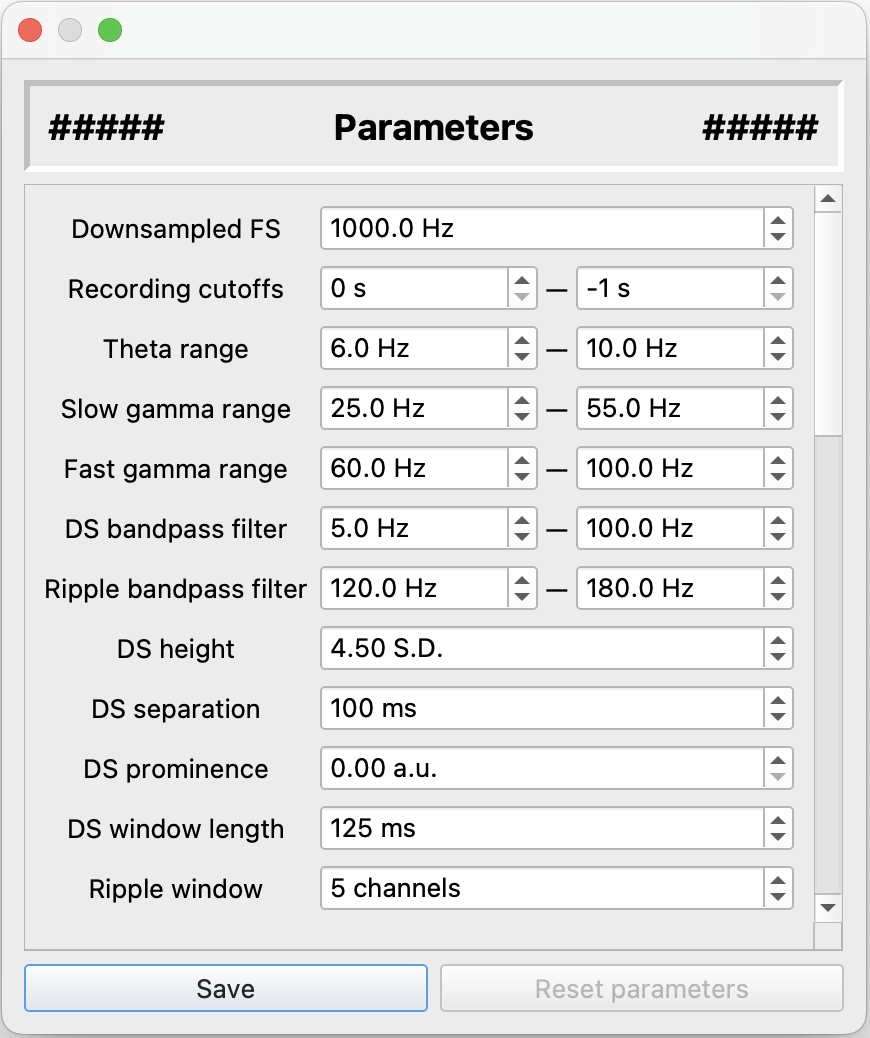 ##### Parameters #####
Downsampled FS 1000.0 Hz
Recording cutoffs 0 s — -1 s
Theta range 6.0 Hz — 10.0 Hz
Slow gamma range 25.0 Hz — 55.0 Hz
Fast gamma range 60.0 Hz — 100.0 Hz
DS bandpass filter 5.0 Hz — 100.0 Hz
Ripple bandpass filter 120.0 Hz — 180.0 Hz
DS height 4.50 S.D.
DS separation 100 ms
DS prominence 0.00 a.u.
DS window length 125 ms
Ripple window 5 channels
Save Reset parameters